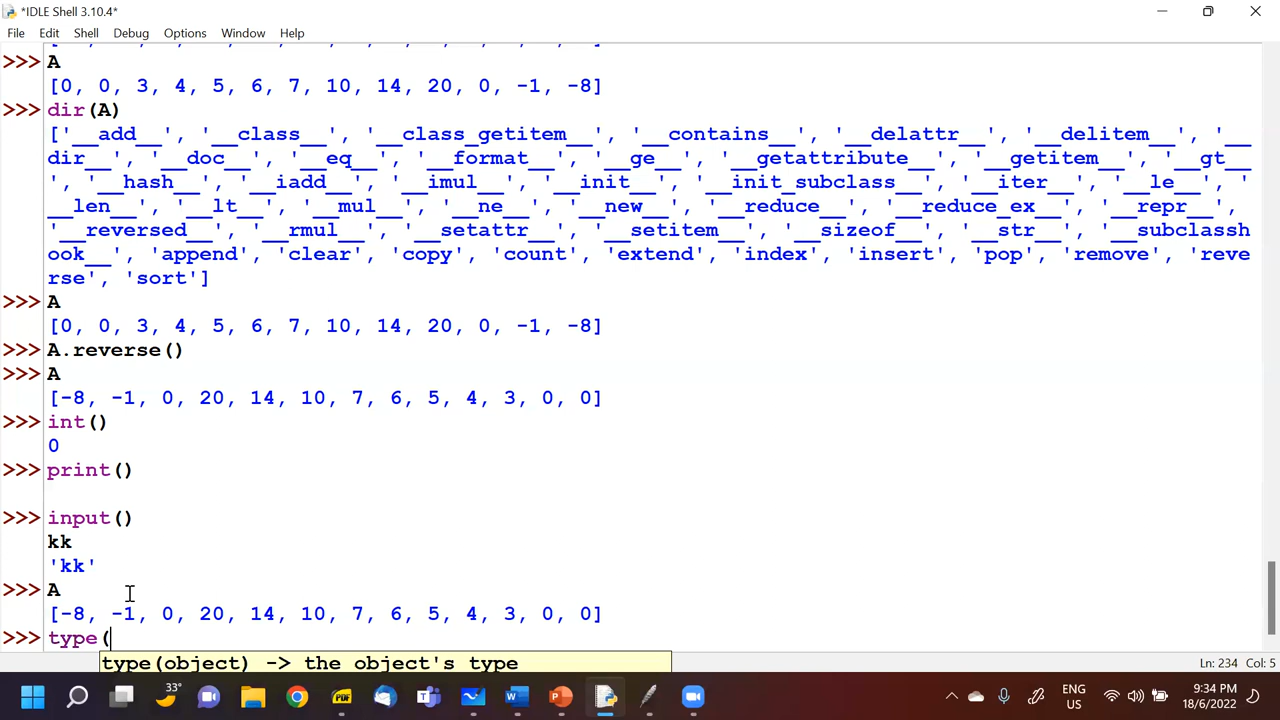 *IDLE Shell 3.10.4*
File Edit Shell Debug Options Window Help
>>> A
[0, 0, 3, 4, 5, 6, 7, 10, 14, 20, 0, -1, -8]
>>> dir(A)
['__add__', '__class__', '__class_getitem__', '__contains__', '__delattr__', '__delitem__', '__
dir__', '__doc__', '__eq__', '__format__', '__ge__', '__getattribute__', '__getitem__', '__gt__
', '__hash__', '__iadd__', '__imul__', '__init__', '__init_subclass__', '__iter__', '__le__', '
__len__', '__lt__', '__mul__', '__ne__', '__new__', '__reduce__', '__reduce_ex__', '__repr__',
'__reversed__', '__rmul__', '__setattr__', '__setitem__', '__sizeof__', '__str__', '__subclassh
ook__', 'append', 'clear', 'copy', 'count', 'extend', 'index', 'insert', 'pop', 'remove', 'reve
rse', 'sort']
>>> A
[0, 0, 3, 4, 5, 6, 7, 10, 14, 20, 0, -1, -8]
>>> A.reverse()
>>> A
[-8, -1, 0, 20, 14, 10, 7, 6, 5, 4, 3, 0, 0]
>>> int()
0
>>> print()
>>> input()
kk
'kk'
>>> A
[-8, -1, 0, 20, 14, 10, 7, 6, 5, 4, 3, 0, 0]
>>> type(
type(object) -> the object's type
Ln: 234 Col: 5
33°
PDF
ENG
US
9:34 PM
18/6/2022